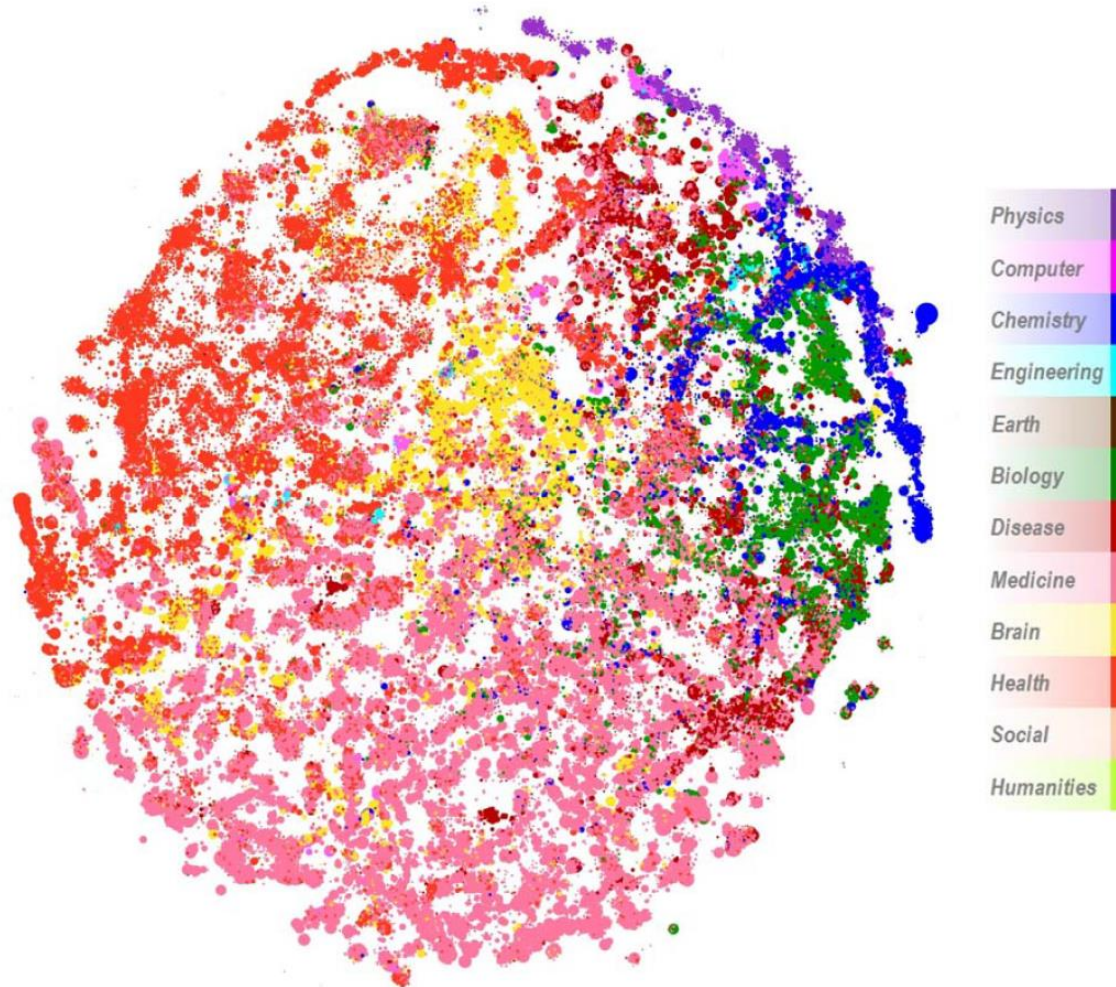 Physics
Computer
Chemistry
Engineering
Earth
Biology
Disease
Medicine
Brain
Health
Social
Humanities